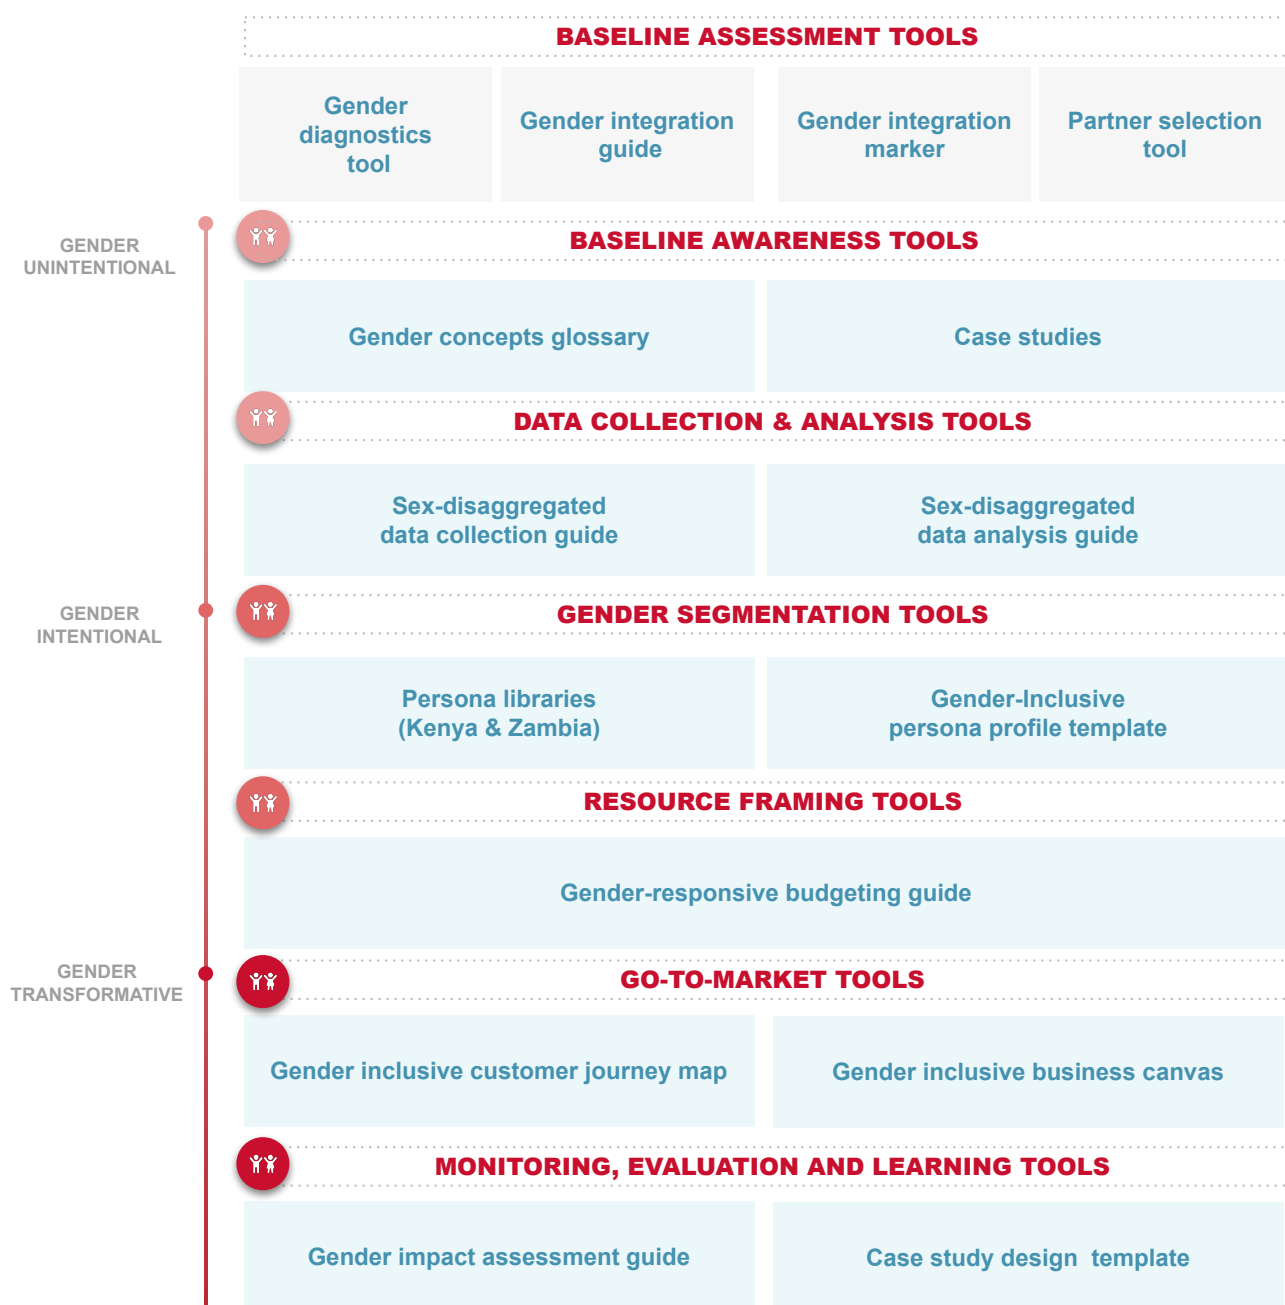 BASELINE ASSESSMENT TOOLS
Gender
diagnostics
tool
Gender integration
guide
Gender integration
marker
Partner selection
tool
GENDER
UNINTENTIONAL
BASELINE AWARENESS TOOLS
Gender concepts glossary
Case studies
DATA COLLECTION & ANALYSIS TOOLS
Sex-disaggregated
data collection guide
Sex-disaggregated
data analysis guide
GENDER
INTENTIONAL
GENDER SEGMENTATION TOOLS
Persona libraries
(Kenya & Zambia)
Gender-Inclusive
persona profile template
RESOURCE FRAMING TOOLS
Gender-responsive budgeting guide
GENDER
TRANSFORMATIVE
GO-TO-MARKET TOOLS
Gender inclusive customer journey map
Gender inclusive business canvas
MONITORING, EVALUATION AND LEARNING TOOLS
Gender impact assessment guide
Case study design template